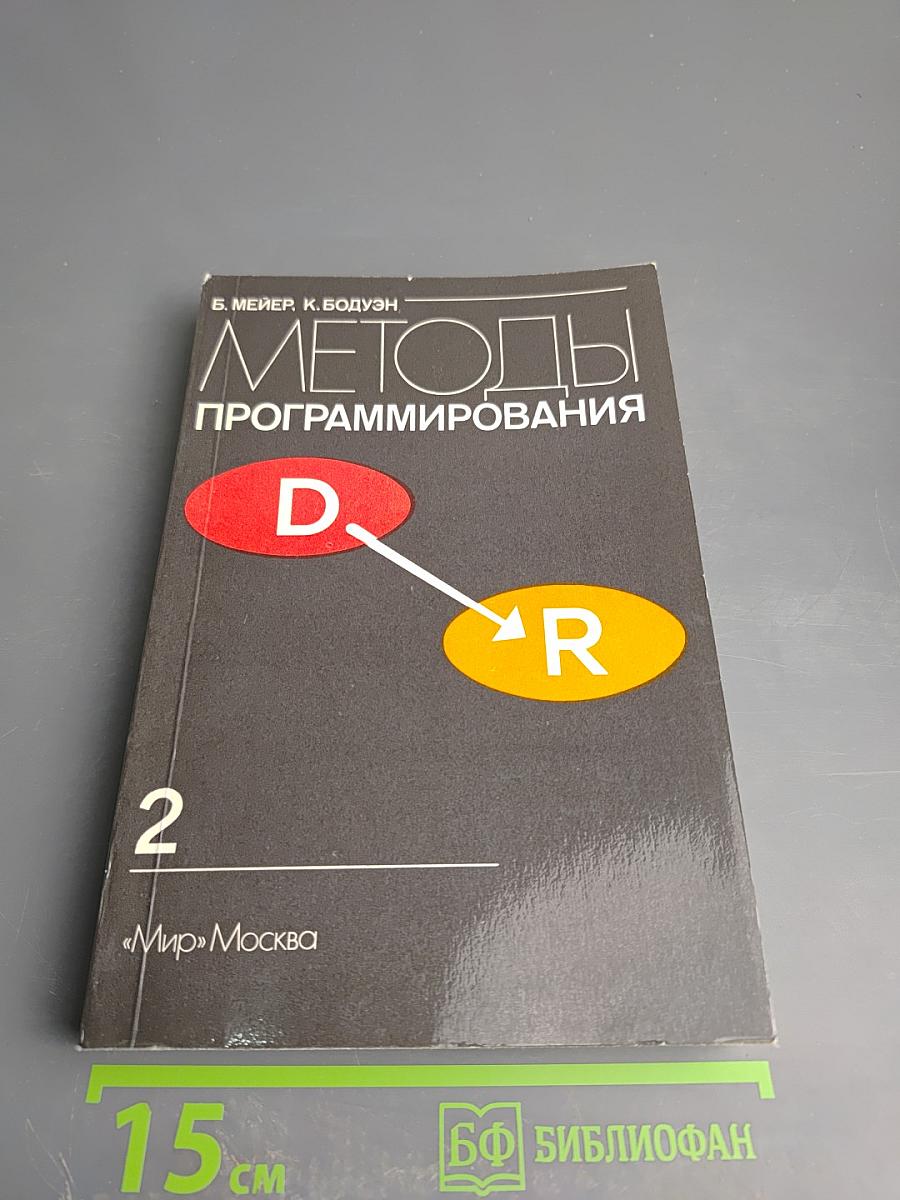 Б. МЕЙЕР, К. БОДУЭН
МЕТОДЫ
ПРОГРАММИРОВАНИЯ
D
R
2
«Мир» Москва
15 см
БФ БИБЛИОФАН